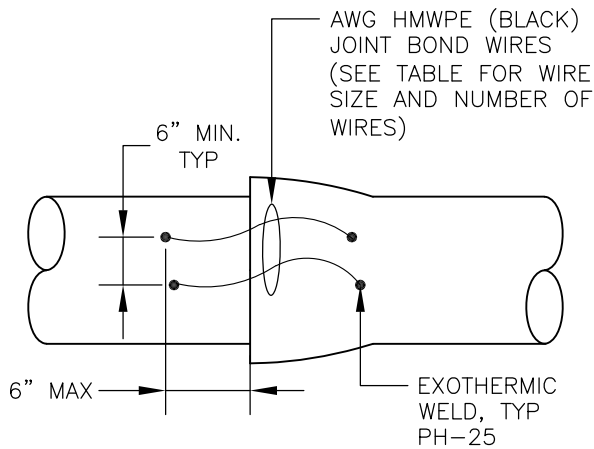 AWG HMWPE (BLACK)
JOINT BOND WIRES
(SEE TABLE FOR WIRE
SIZE AND NUMBER OF
WIRES)
6” MIN.
TYP
6” MAX
EXOTHERMIC
WELD, TYP
PH–25